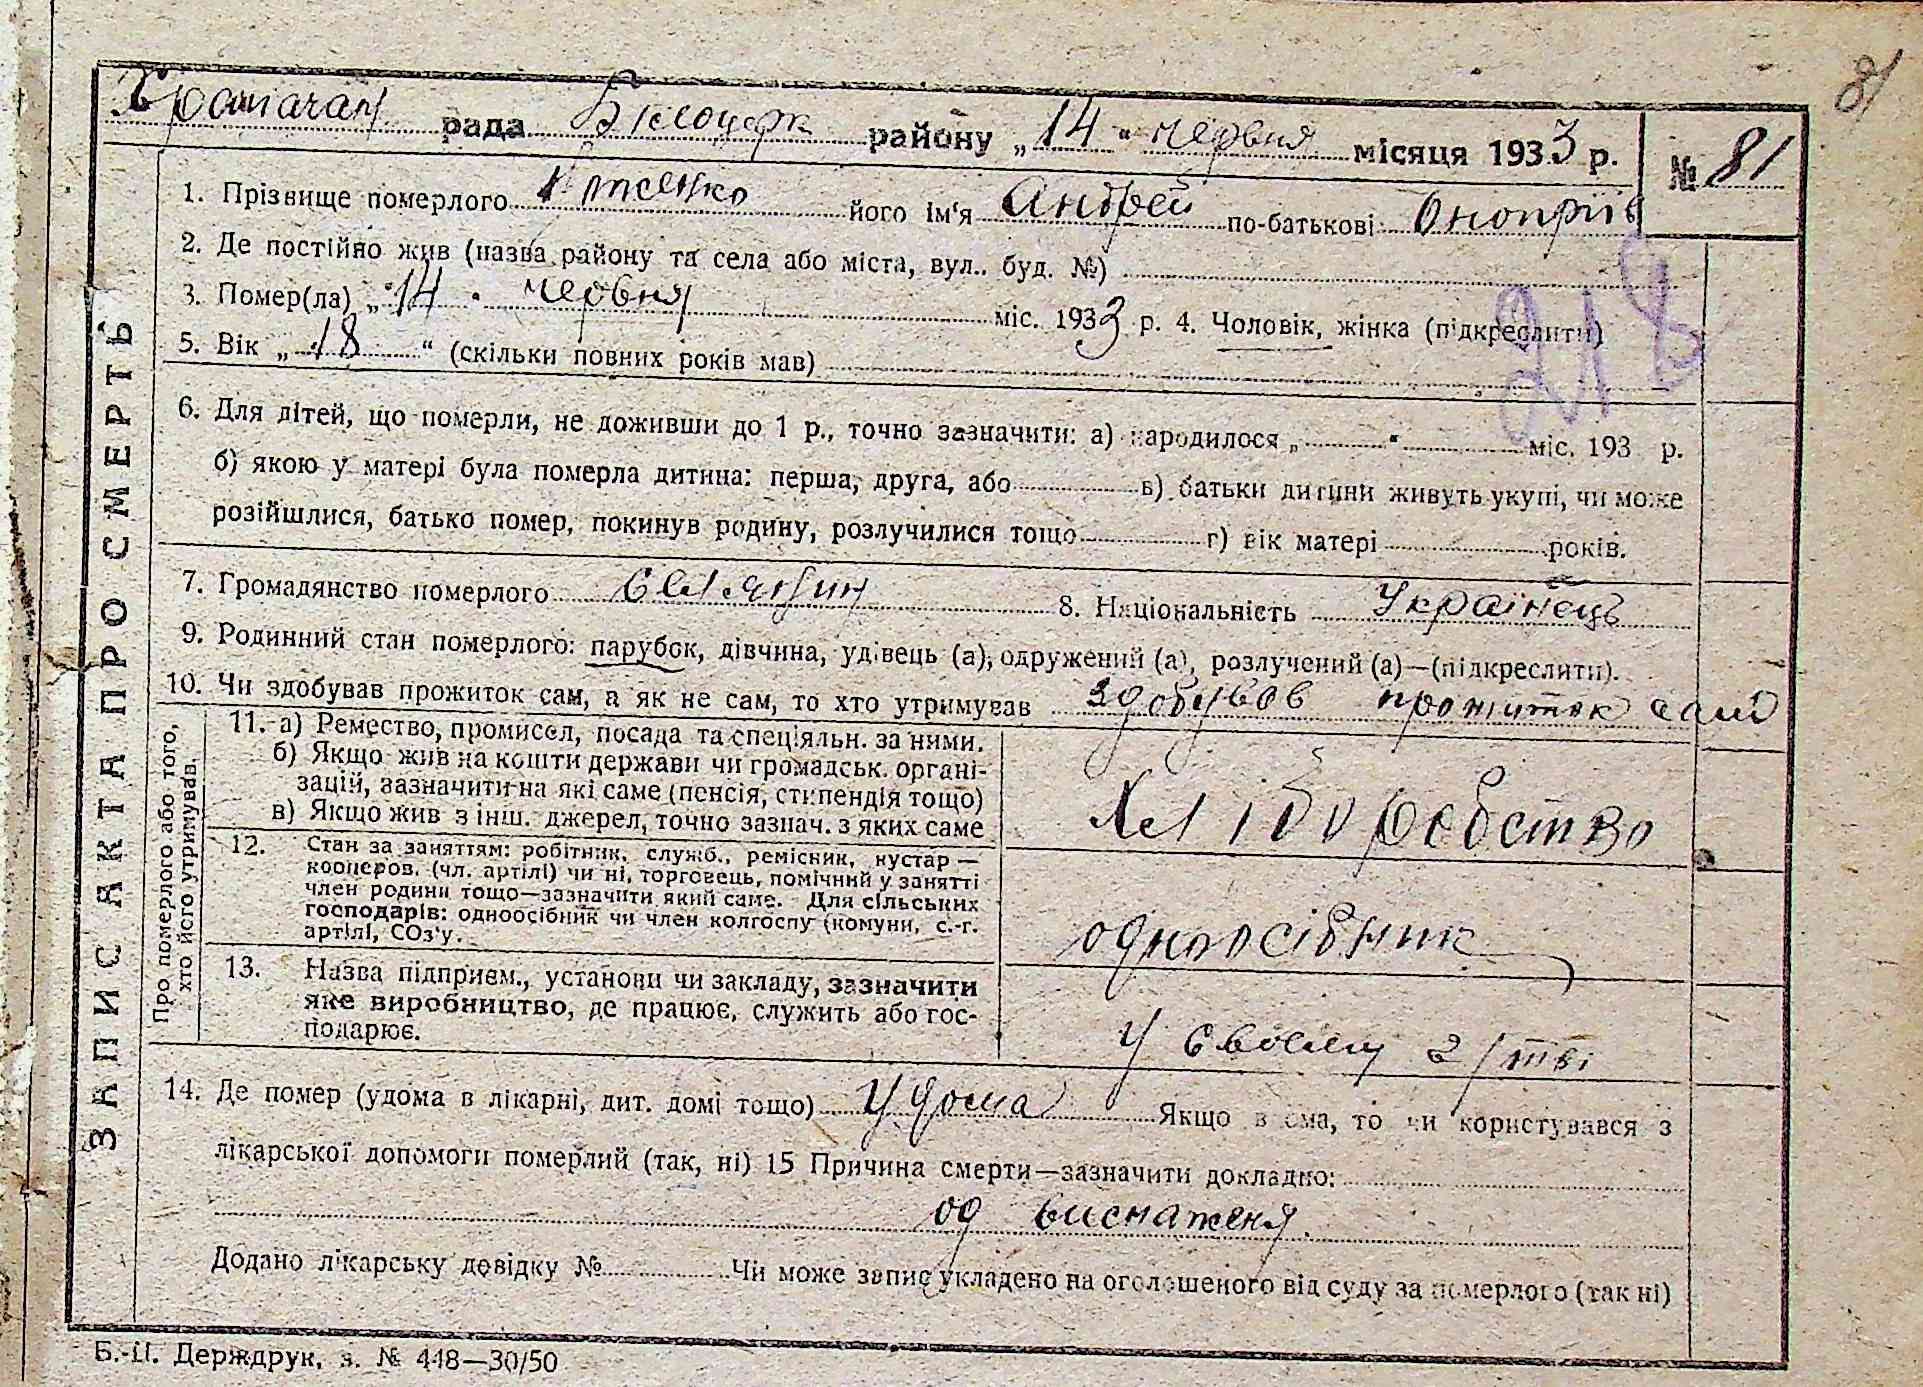 81
Храпачан рада Білоцерк району „14“ червня місяця 1933 р. № 81
1. Прізвище померлого його ім'я Андрей по-батькові Оноприів
2. Де постійно жив (назва району та села або міста, вул.. буд. №)
3. Помер(ла) „14 червня міс. 1933 р. 4. Чоловік, жінка (підкреслити)
5. Вік „18“ (скільки повних років мав)
218
6. Для дітей, що померли, не доживши до 1 р., точно зазначити: а) народилося „ “ міс. 193 р.
б) якою у матері була померла дитина: перша, друга, або в) батьки дитини живуть укупі, чи може
розійшлися, батько помер, покинув родину, розлучилися тощо г) вік матері років.
7. Громадянство померлого селянин 8. Національність Українець
9. Родинний стан померлого: парубок, дівчина, удівець (а), одружений (а), розлучений (а)—(підкреслити).
10. Чи здобував прожиток сам, а як не сам, то хто утримував здобував прожиток сам
11. а) Ремество, промисел, посада та спеціяльн. за ними.
б) Якщо жив на кошти держави чи громадськ. органі-
зацій, зазначити на які саме (пенсія, стипендія тощо)
в) Якщо жив з інш. джерел, точно зазнач. з яких саме
Хліборобство
12. Стан за заняттям: робітник, служб., ремісник, кустар —
кооперов. (чл. артілі) чи ні, торговець, помічний у занятті
член родини тощо—зазначити який саме. Для сільських
господарів: одноосібник чи член колгоспу (комуни, с.-г.
артілі, СОз'у.
одноосібник
13. Назва підприєм., установи чи закладу, зазначити
яке виробництво, де працює, служить або гос-
подарює.
У своєму г/тві
14. Де помер (удома в лікарні, дит. домі тощо) Удома Якщо вдома, то чи користувався з
лікарської допомоги померлий (так, ні) 15 Причина смерти—зазначити докладно:
од виснаженя.
Додано лікарську довідку № Чи може запис укладено на оголошеного від суду за померлого (так ні)
ЗАПИС АКТА ПРО СМЕРТЬ
Про померлого або того,
хто його утримував.
Б.-Ц. Держдрук, з. № 448—30/50